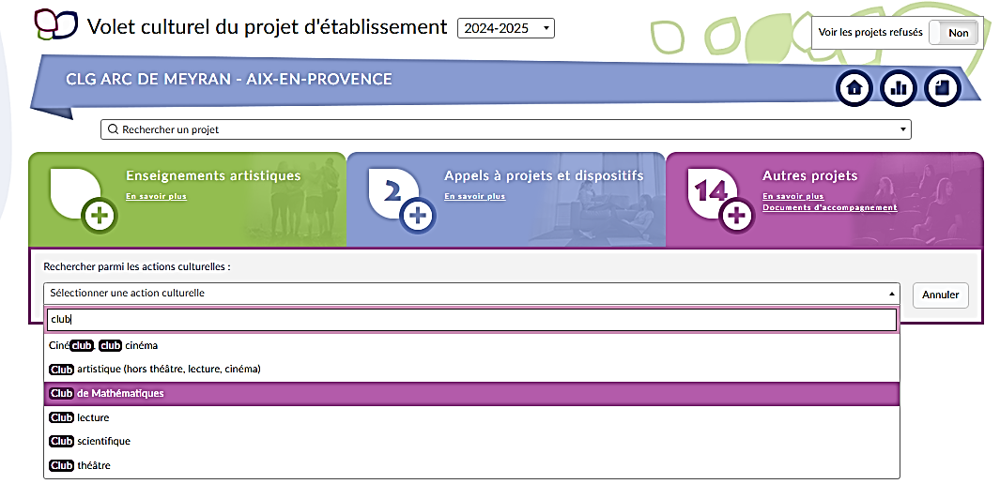 Volet culturel du projet d'établissement 2024-2025
Voir les projets refusés Non
CLG ARC DE MEYRAN - AIX-EN-PROVENCE
Rechercher un projet
Enseignements artistiques
En savoir plus
2
Appels à projets et dispositifs
En savoir plus
14
Autres projets
En savoir plus
Documents d'accompagnement
Rechercher parmi les actions culturelles :
Sélectionner une action culturelle
Annuler
club
Cinéclub, club cinéma
Club artistique (hors théâtre, lecture, cinéma)
Club de Mathématiques
Club lecture
Club scientifique
Club théâtre